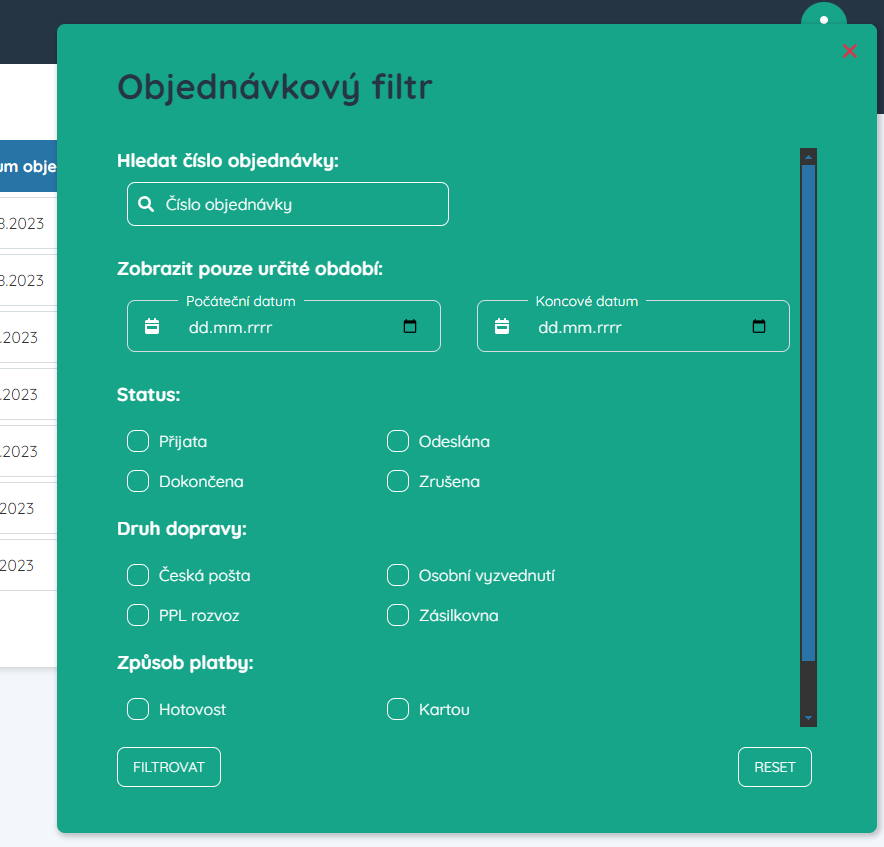 Objednávkový filtr
Hledat číslo objednávky:
Číslo objednávky
Zobrazit pouze určité období:
Počáteční datum Koncové datum
dd.mm.rrrr dd.mm.rrrr
Status:
Přijata Odeslána
Dokončena Zrušena
Druh dopravy:
Česká pošta Osobní vyzvednutí
PPL rozvoz Zásilkovna
Způsob platby:
Hotovost Kartou
FILTROVAT RESET
um obje
8.2023
8.2023
.2023
.2023
.2023
2023
2023